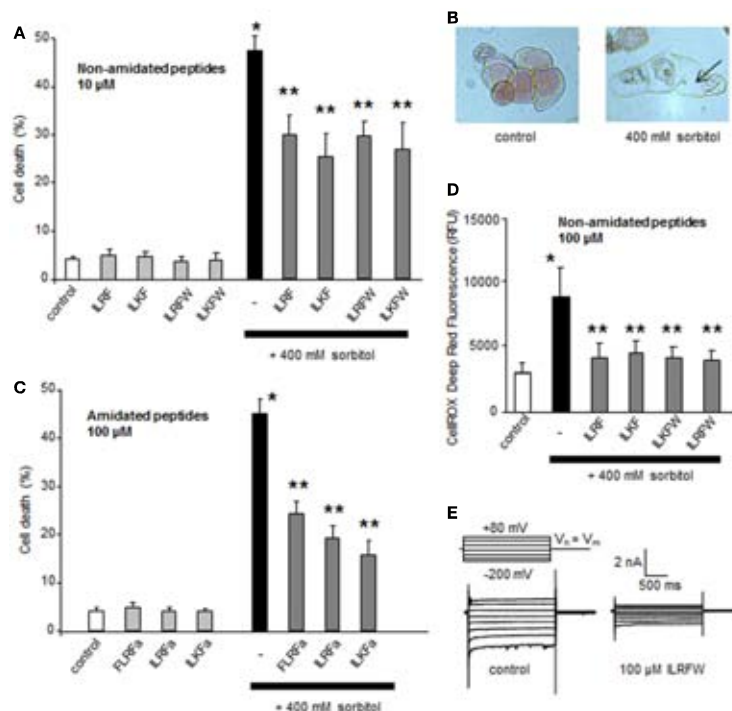 A
Cell death (%)
50
40
30
20
10
0
Non-amidated peptides
10 µM
*
**
**
**
**
control
ILRF
ILKF
ILRFW
ILKFW
-
ILRF
ILKF
ILRFW
ILKFW
+ 400 mM sorbitol
B
control
400 mM sorbitol
C
Cell death (%)
50
40
30
20
10
0
Amidated peptides
100 µM
*
**
**
**
control
FLRFa
ILRFa
ILKFa
-
FLRFa
ILRFa
ILKFa
+ 400 mM sorbitol
D
CellROX Deep Red Fluorescence (RFU)
15000
10000
5000
0
Non-amidated peptides
100 µM
*
**
**
**
**
control
-
ILRF
ILKF
ILKFW
ILRFW
+ 400 mM sorbitol
E
+80 mV
-200 mV
2 nA
500 ms
control
100 µM ILRFW